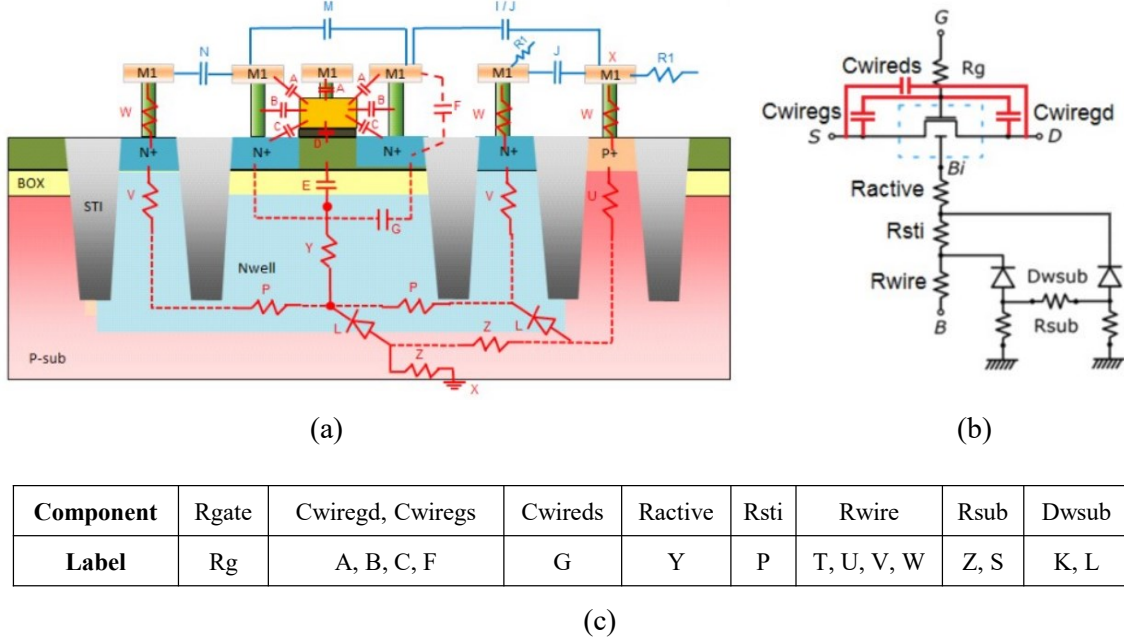 M
I / J
N
R1
J
X
R1
M1
M1
M1
M1
M1
M1
A
A
A
B
B
F
W
W
W
C
C
D
N+
N+
N+
N+
P+
BOX
E
V
V
U
STI
G
Y
Nwell
P
P
L
L
Z
P-sub
Z
X
(a)
G
Cwireds
Rg
Cwiregs
Cwiregd
S
D
Bi
Ractive
Rsti
Rwire
Dwsub
Rsub
B
(b)
Component Rgate Cwiregd, Cwiregs Cwireds Ractive Rsti Rwire Rsub Dwsub
Label Rg A, B, C, F G Y P T, U, V, W Z, S K, L
(c)